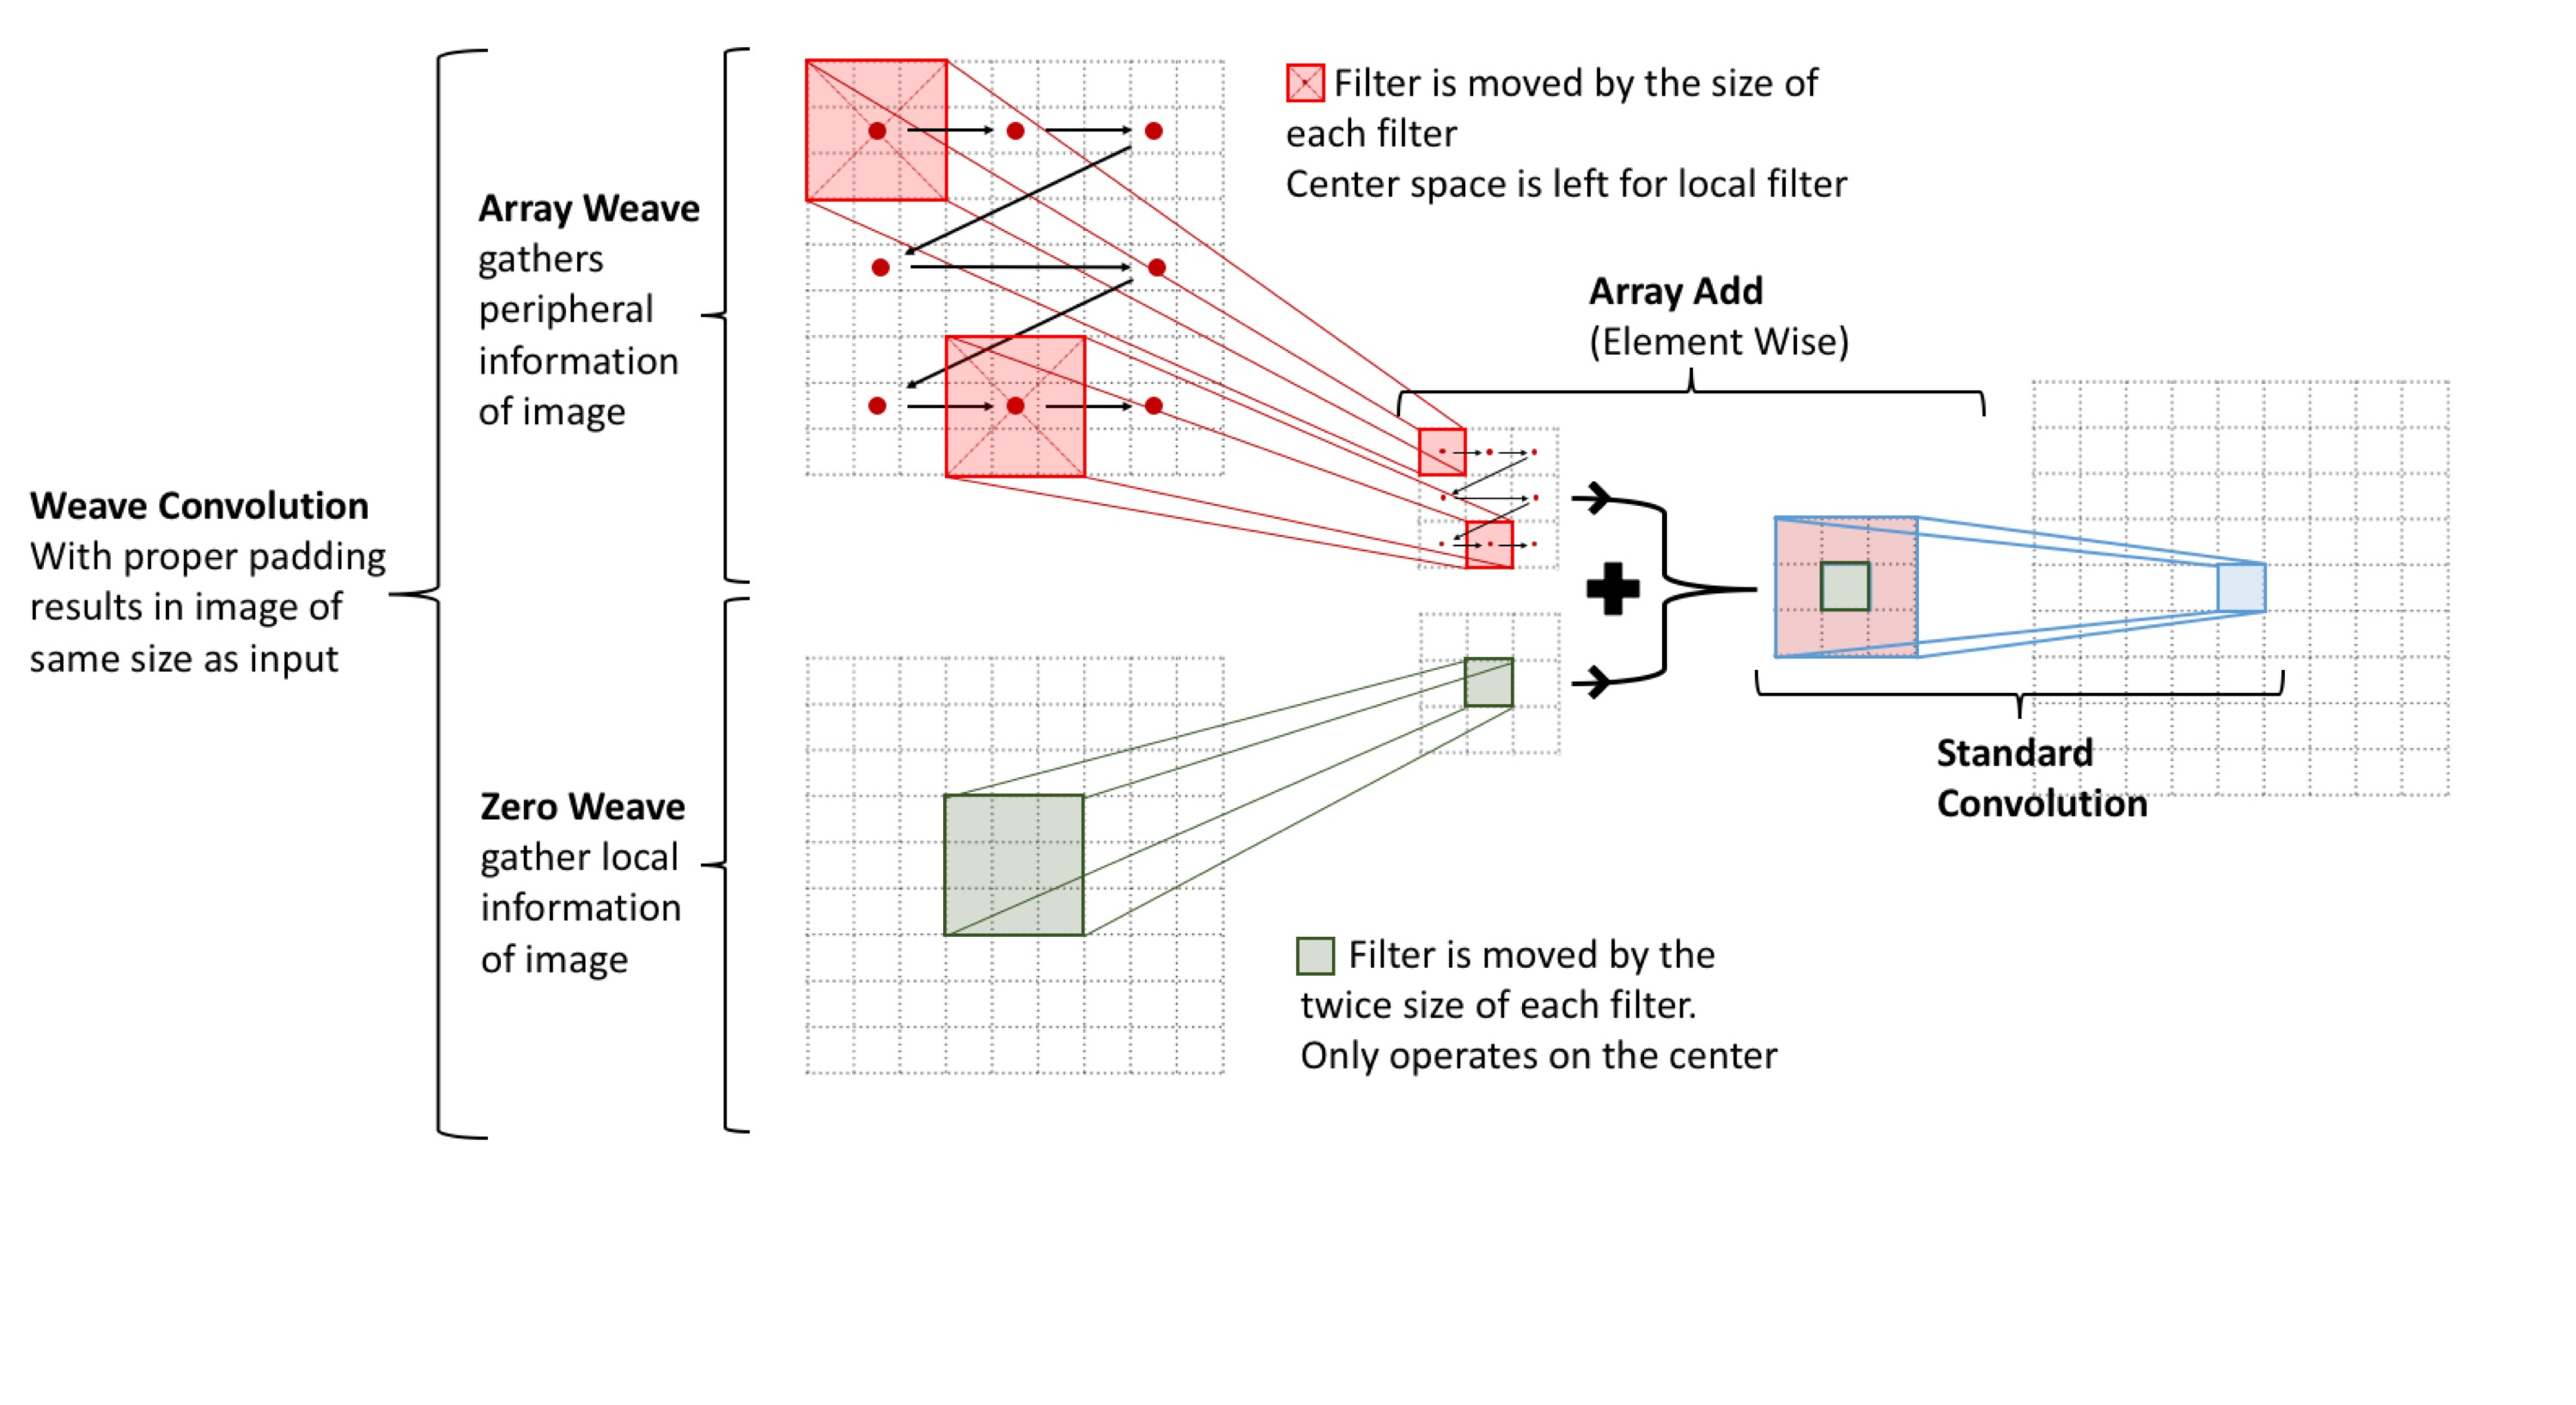 Weave Convolution
With proper padding
results in image of
same size as input
Array Weave
gathers
peripheral
information
of image
Zero Weave
gather local
information
of image
Filter is moved by the size of
each filter
Center space is left for local filter
Array Add
(Element Wise)
Standard
Convolution
Filter is moved by the
twice size of each filter.
Only operates on the center